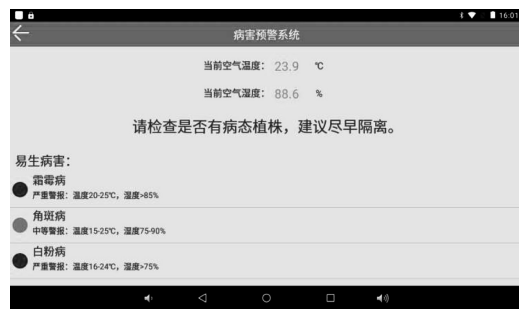 16:01
病害预警系统
当前空气温度： 23.9 ℃
当前空气湿度： 88.6 %
请检查是否有病态植株，建议尽早隔离。
易生病害：
霜霉病
严重警报：温度20-25℃，湿度>85%
角斑病
中等警报：温度15-25℃，湿度75-90%
白粉病
严重警报：温度16-24℃，湿度>75%